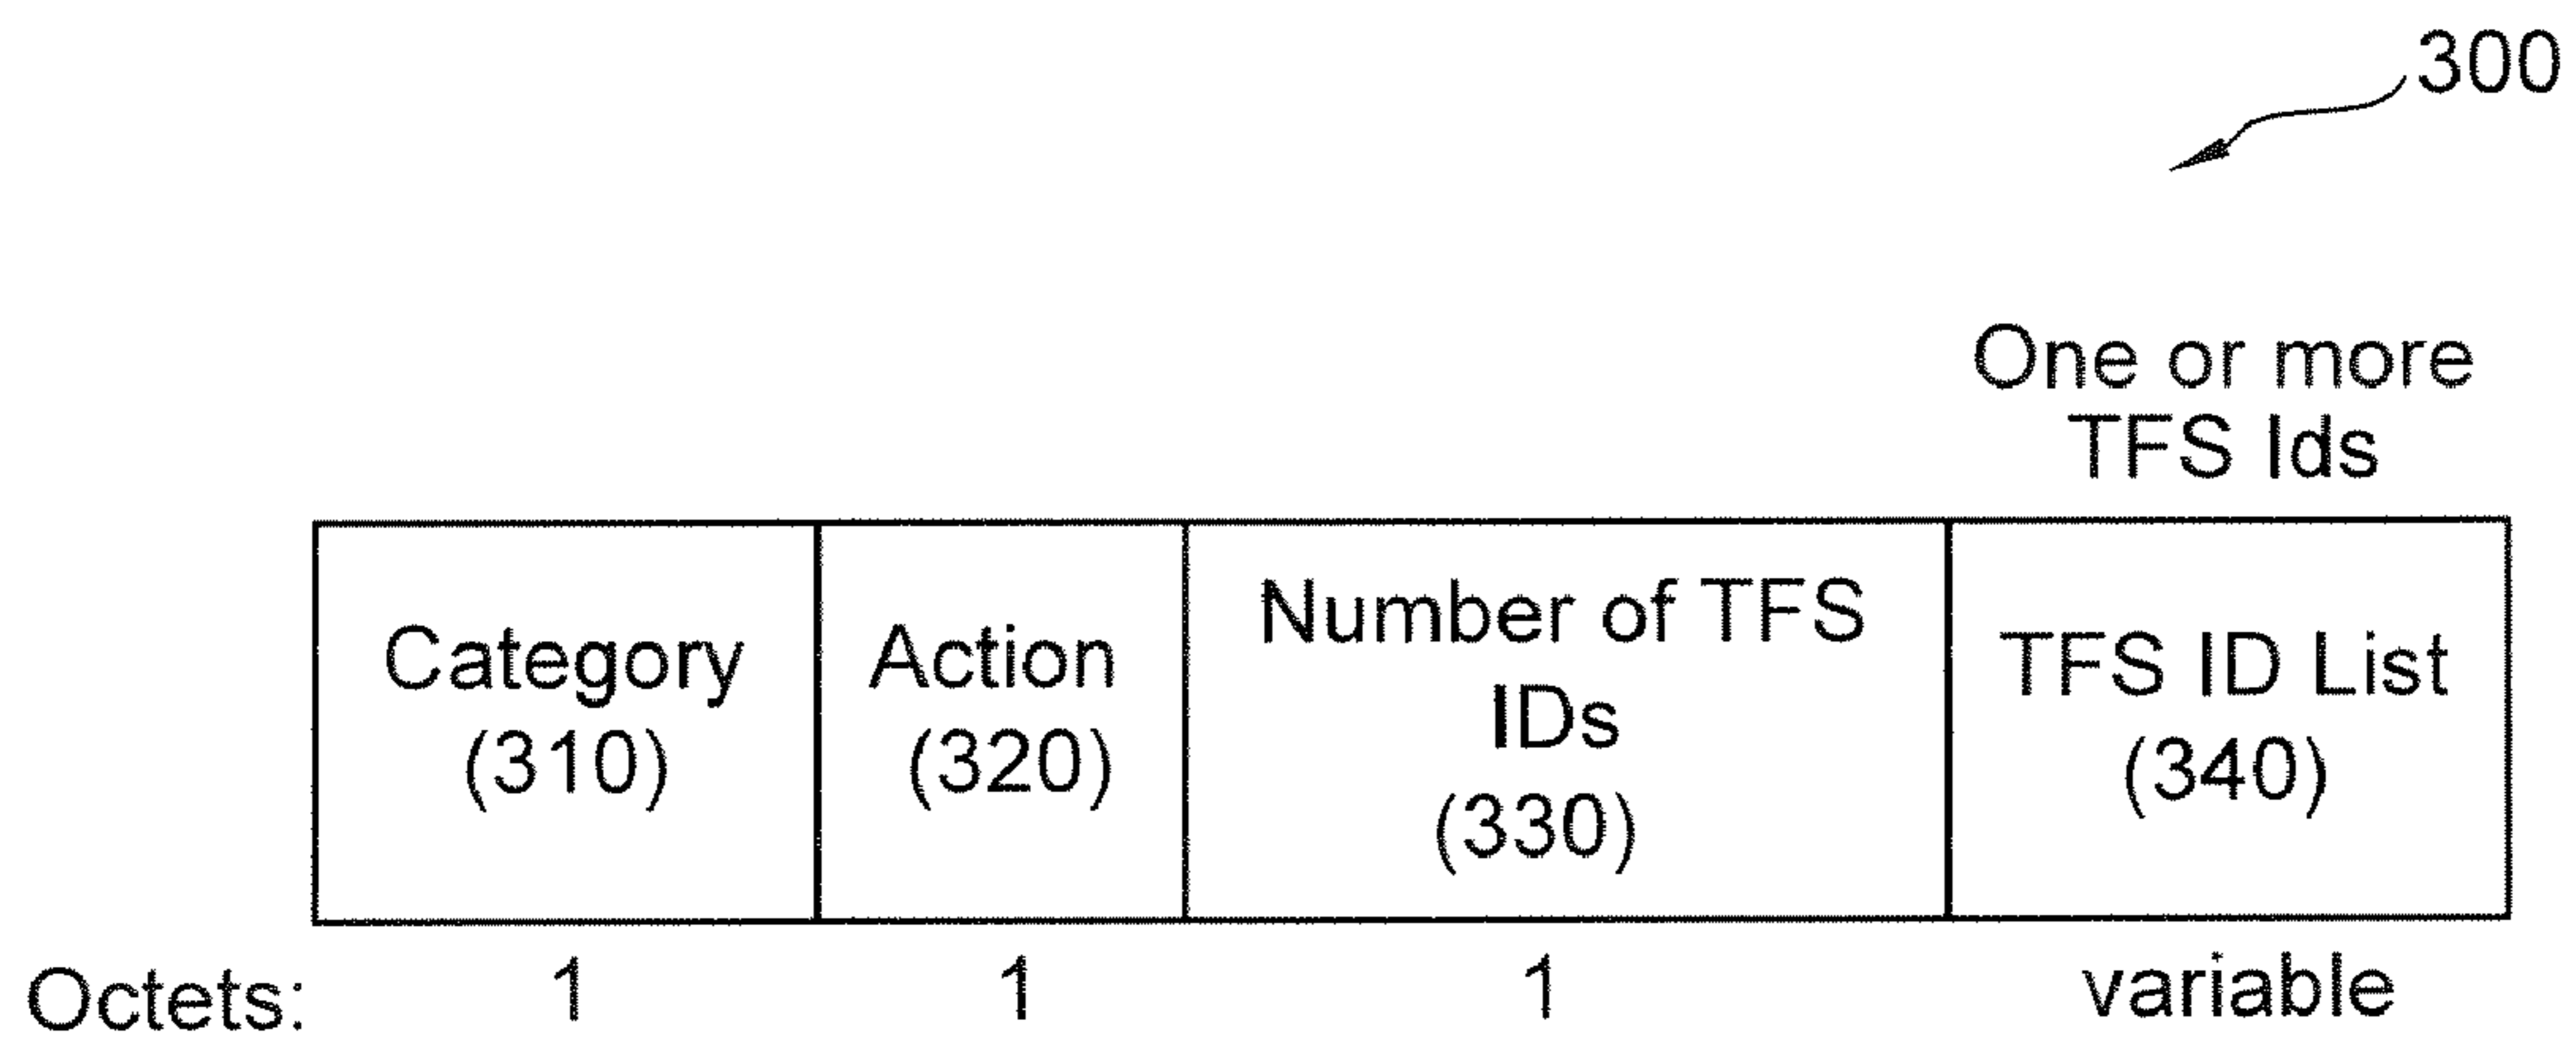 300
One or more
TFS Ids
Category
(310)
Action
(320)
Number of TFS
IDs
(330)
TFS ID List
(340)
Octets: 1 1 1 variable